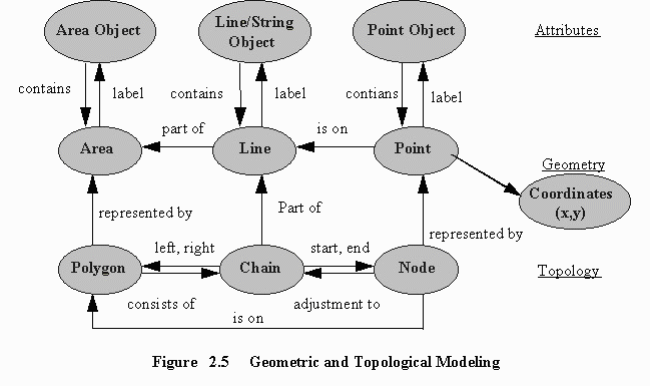 Area Object
Line/String
Object
Point Object
Attributes
contains
label
contains
label
contians
label
part of
is on
Area
Line
Point
Geometry
Coordinates
(x,y)
represented by
Part of
represented by
left, right
start, end
Polygon
Chain
Node
Topology
consists of
adjustment to
is on
Figure 2.5 Geometric and Topological Modeling